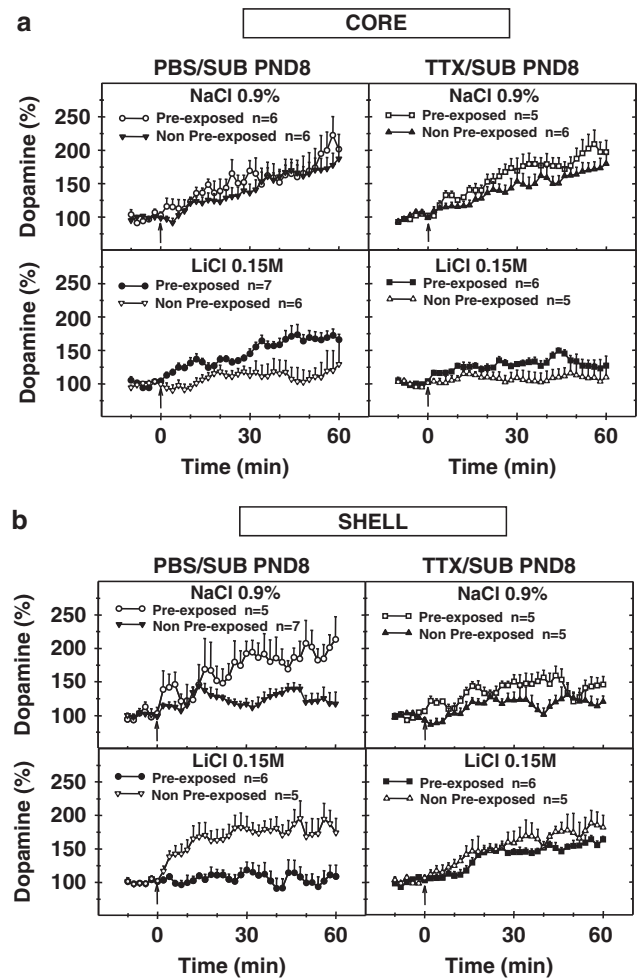 a
CORE
PBS/SUB PND8 TTX/SUB PND8
NaCl 0.9% NaCl 0.9%
Pre-exposed n=6 Pre-exposed n=5
Non Pre-exposed n=6 Non Pre-exposed n=6
Dopamine (%)
250
200
150
100
LiCl 0.15M LiCl 0.15M
Pre-exposed n=7 Pre-exposed n=6
Non Pre-exposed n=6 Non Pre-exposed n=5
Dopamine (%)
250
200
150
100
0 30 60 0 30 60
Time (min) Time (min)
b
SHELL
PBS/SUB PND8 TTX/SUB PND8
NaCl 0.9% NaCl 0.9%
Pre-exposed n=5 Pre-exposed n=5
Non Pre-exposed n=7 Non Pre-exposed n=5
Dopamine (%)
250
200
150
100
LiCl 0.15M LiCl 0.15M
Pre-exposed n=6 Pre-exposed n=6
Non Pre-exposed n=5 Non Pre-exposed n=5
Dopamine (%)
250
200
150
100
0 30 60 0 30 60
Time (min) Time (min)